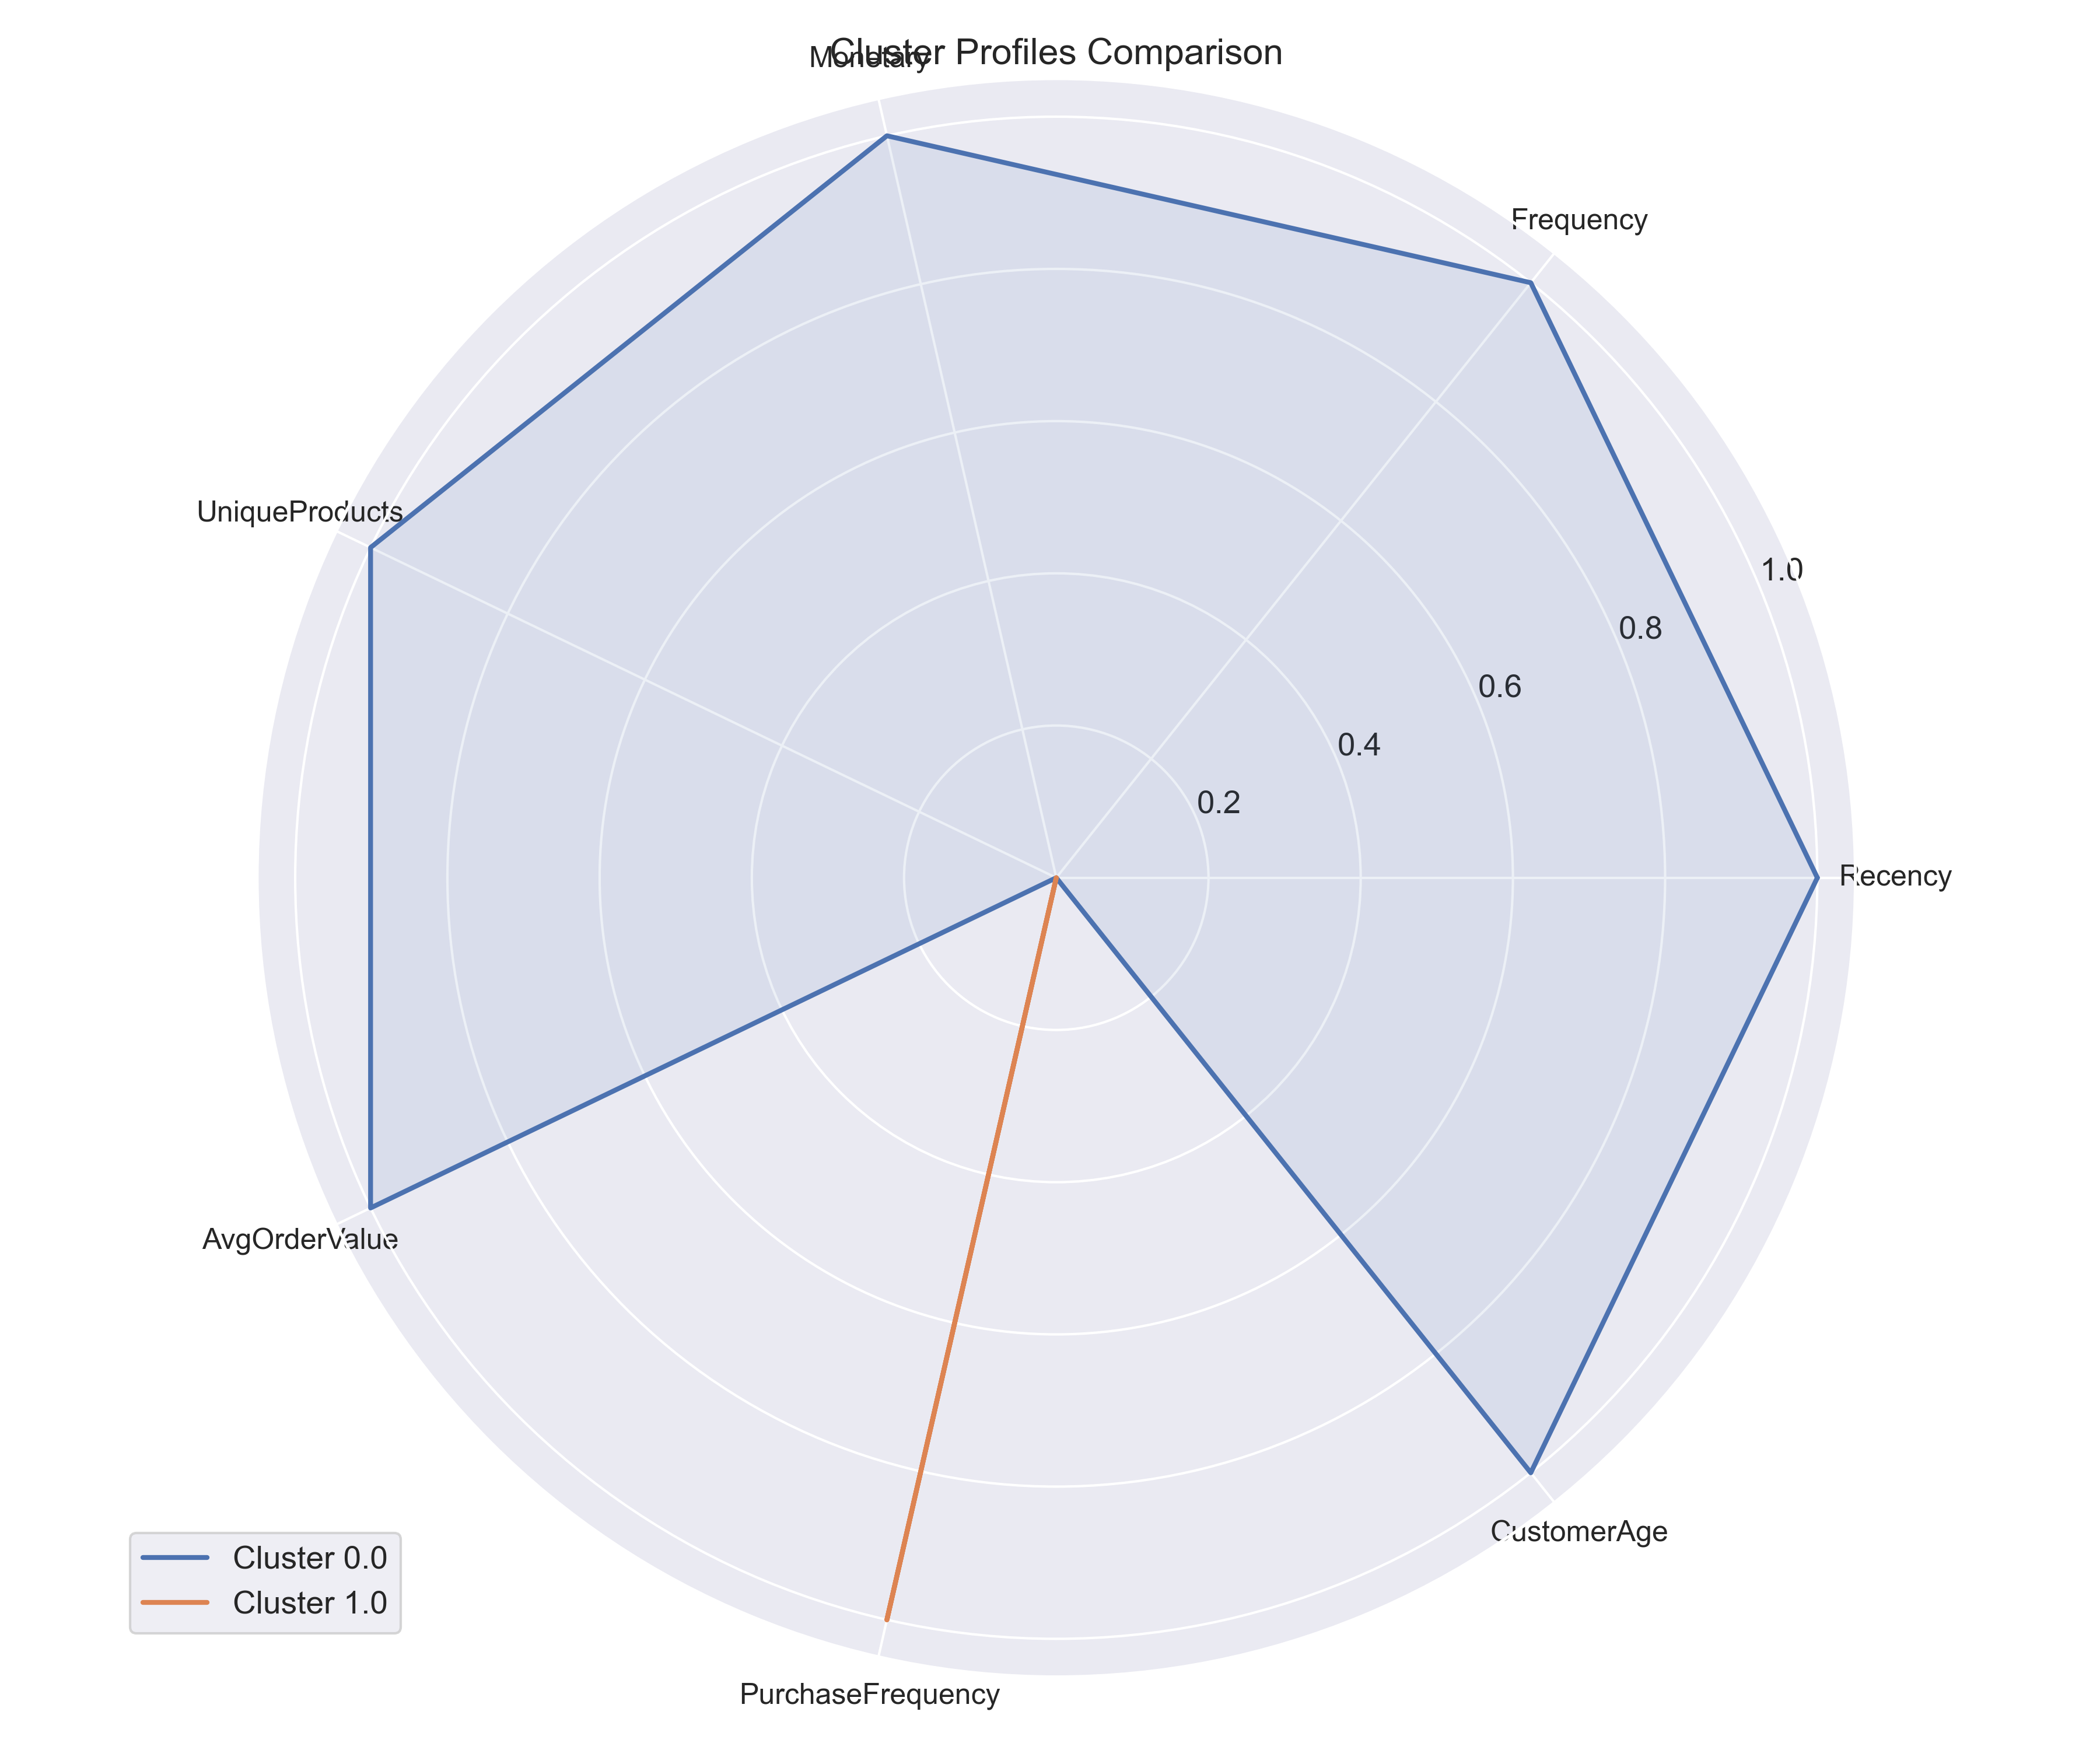 Cluster Profiles Comparison
Monetary
Frequency
UniqueProducts
1.0
0.8
0.6
0.4
0.2
Recency
AvgOrderValue
CustomerAge
Cluster 0.0
Cluster 1.0
PurchaseFrequency